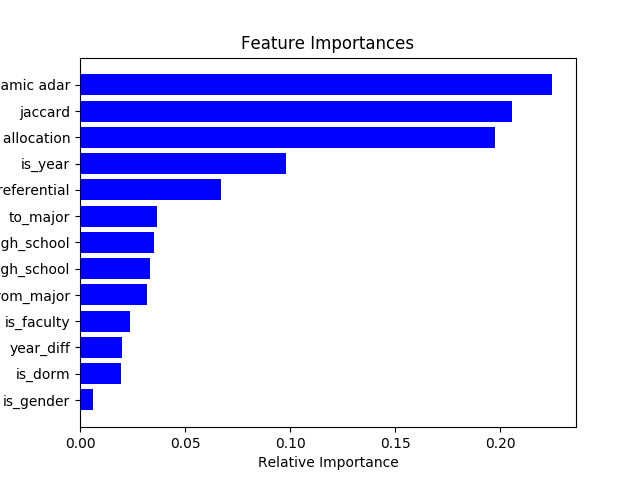 Feature Importances
amic adar
jaccard
allocation
is_year
referential
to_major
gh_school
gh_school
om_major
is_faculty
year_diff
is_dorm
is_gender
0.00 0.05 0.10 0.15 0.20
Relative Importance